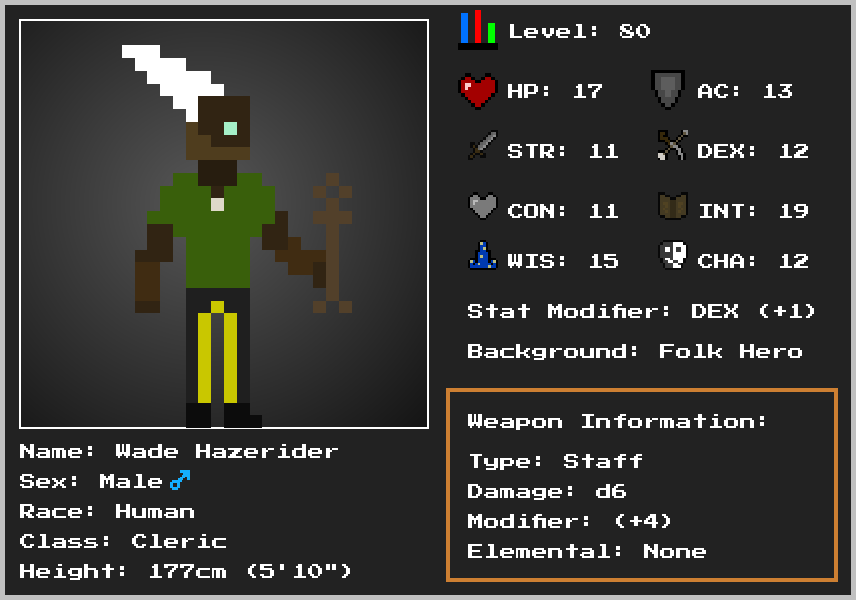 Level: 80
HP: 17
AC: 13
STR: 11
DEX: 12
CON: 11
INT: 19
WIS: 15
CHA: 12
Stat Modifier: DEX (+1)
Background: Folk Hero
Weapon Information:
Type: Staff
Damage: d6
Modifier: (+4)
Elemental: None
Name: Wade Hazerider
Sex: Male♂
Race: Human
Class: Cleric
Height: 177cm (5'10")